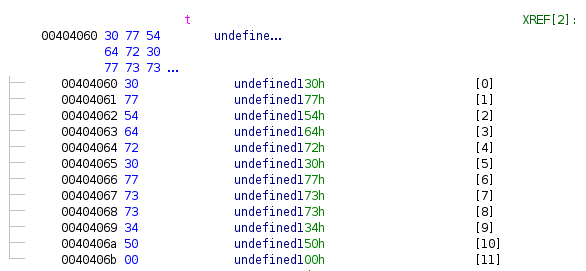 t XREF[2]:
00404060 30 77 54 undefine...
64 72 30
77 73 73 ...
00404060 30 undefined130h [0]
00404061 77 undefined177h [1]
00404062 54 undefined154h [2]
00404063 64 undefined164h [3]
00404064 72 undefined172h [4]
00404065 30 undefined130h [5]
00404066 77 undefined177h [6]
00404067 73 undefined173h [7]
00404068 73 undefined173h [8]
00404069 34 undefined134h [9]
0040406a 50 undefined150h [10]
0040406b 00 undefined100h [11]